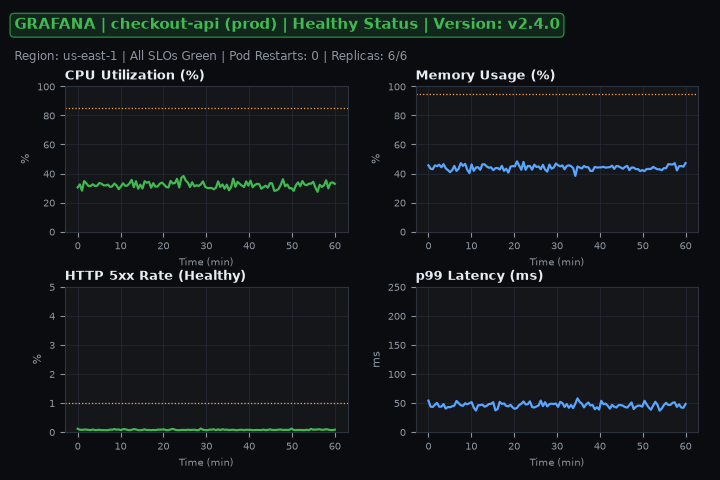 GRAFANA | checkout-api (prod) | Healthy Status | Version: v2.4.0
Region: us-east-1 | All SLOs Green | Pod Restarts: 0 | Replicas: 6/6
CPU Utilization (%)
100
80
60
40
20
0
%
0 10 20 30 40 50 60
Time (min)
Memory Usage (%)
100
80
60
40
20
0
%
0 10 20 30 40 50 60
Time (min)
HTTP 5xx Rate (Healthy)
5
4
3
2
1
0
%
0 10 20 30 40 50 60
Time (min)
p99 Latency (ms)
250
200
150
100
50
0
ms
0 10 20 30 40 50 60
Time (min)